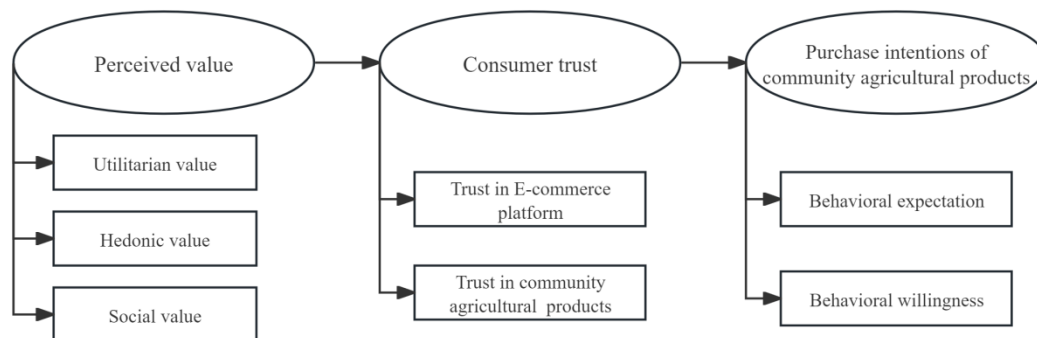 Perceived value
Consumer trust
Purchase intentions of
community agricultural products
Utilitarian value
Hedonic value
Social value
Trust in E-commerce
platform
Trust in community
agricultural products
Behavioral expectation
Behavioral willingness